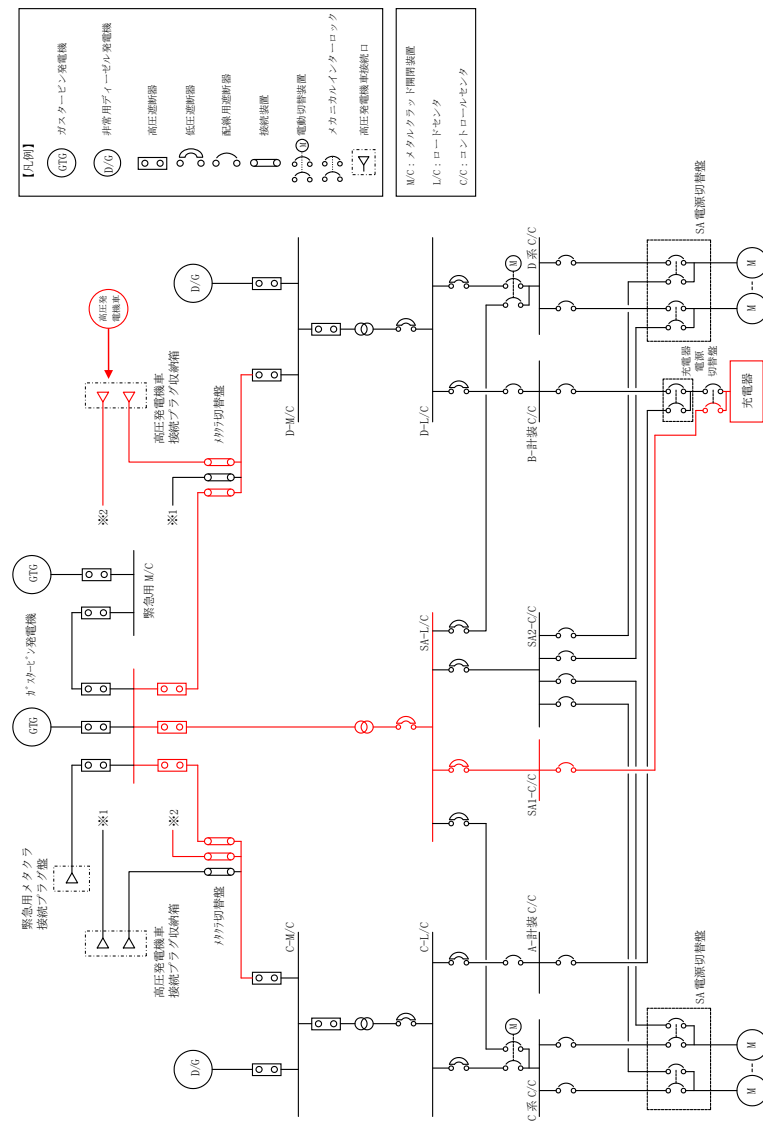 【凡例】
GTG
ガスタービン発電機
D/G
非常用ディーゼル発電機
高圧遮断器
低圧遮断器
配線用遮断器
接続装置
M
電動切替装置
メカニカルインターロック
高圧発電機車接続口
M/C：メタルクラッド開閉装置
L/C：ロードセンタ
C/C：コントロールセンタ
緊急用メタクラ
接続プラグ盤
ｶﾞｽﾀｰﾋﾞﾝ発電機
GTG
GTG
緊急用 M/C
高圧発
電機車
高圧発電機車
接続プラグ収納箱
※1
※2
高圧発電機車
接続プラグ収納箱
※2
※1
ﾒﾀｸﾗ切替盤
ﾒﾀｸﾗ切替盤
D/G
C-M/C
D/G
D-M/C
C-L/C
SA-L/C
D-L/C
M
M
C 系 C/C
A-計装 C/C
SA1-C/C
SA2-C/C
B-計装 C/C
D 系 C/C
SA 電源切替盤
充電器
電源
切替盤
SA 電源切替盤
M
M
充電器
M
M